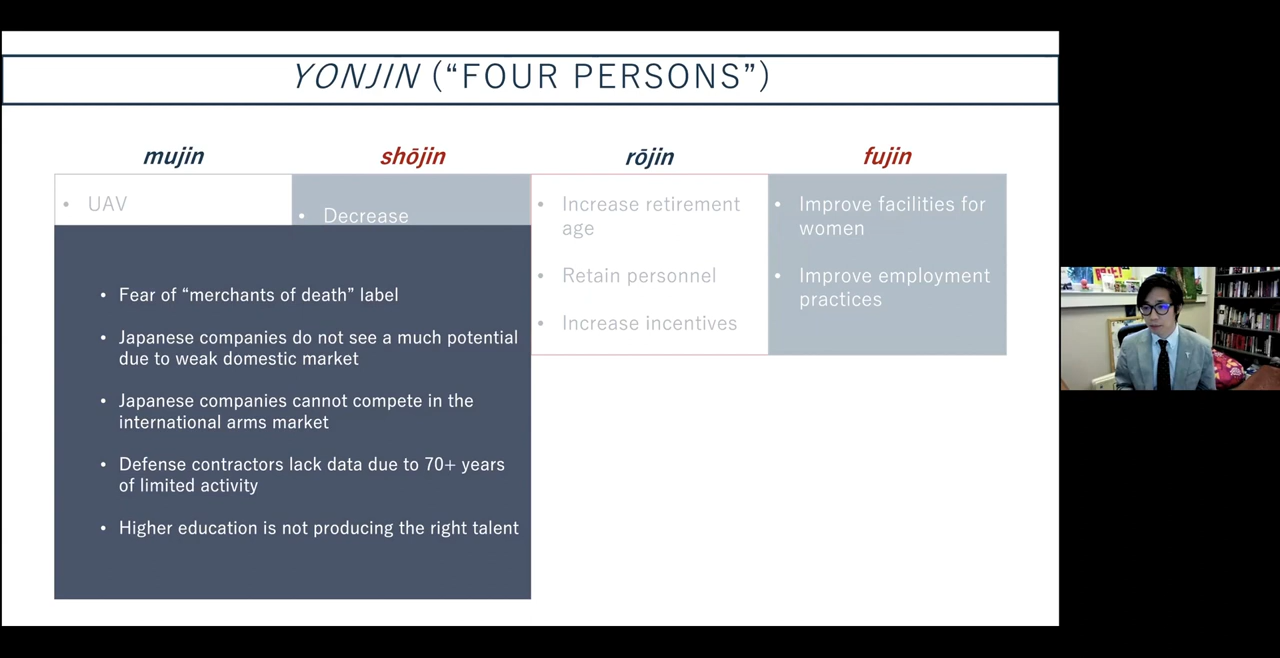 YONJIN (“FOUR PERSONS”)
mujin
shōjin
rōjin
fujin
• UAV
• Decrease
• Fear of “merchants of death” label
• Japanese companies do not see a much potential
due to weak domestic market
• Japanese companies cannot compete in the
international arms market
• Defense contractors lack data due to 70+ years
of limited activity
• Higher education is not producing the right talent
• Increase retirement
age
• Retain personnel
• Increase incentives
• Improve facilities for
women
• Improve employment
practices